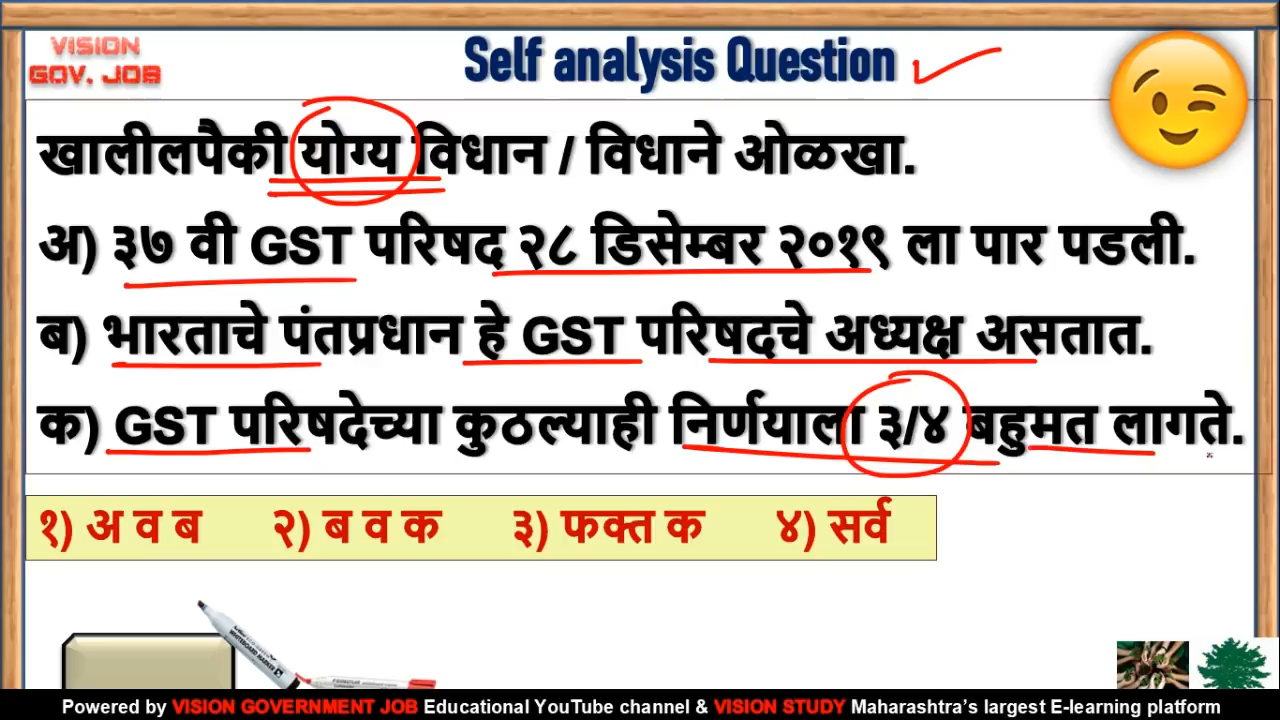 VISION
GOV. JOB
Self analysis Question
खालीलपैकी योग्य विधान / विधाने ओळखा.
अ) ३७ वी GST परिषद २८ डिसेम्बर २०१९ ला पार पडली.
ब) भारताचे पंतप्रधान हे GST परिषदचे अध्यक्ष असतात.
क) GST परिषदेच्या कुठल्याही निर्णयाला ३/४ बहुमत लागते.
१) अ व ब २) ब व क ३) फक्त क ४) सर्व
WHITEBOARD MARKER
Powered by VISION GOVERNMENT JOB Educational YouTube channel & VISION STUDY Maharashtra's largest E-learning platform